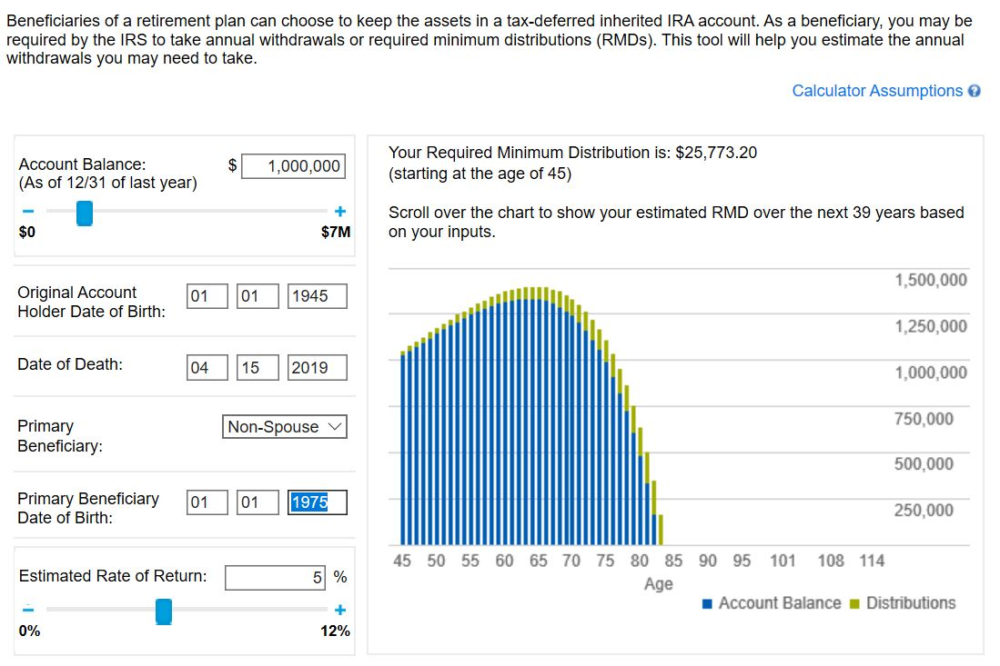 Beneficiaries of a retirement plan can choose to keep the assets in a tax-deferred inherited IRA account. As a beneficiary, you may be
required by the IRS to take annual withdrawals or required minimum distributions (RMDs). This tool will help you estimate the annual
withdrawals you may need to take.
Calculator Assumptions ?
Account Balance: $ 1,000,000
(As of 12/31 of last year)
− +
$0 $7M
Original Account
Holder Date of Birth:
01 01 1945
Date of Death: 04 15 2019
Primary
Beneficiary:
Non-Spouse
Primary Beneficiary
Date of Birth:
01 01 1975
Estimated Rate of Return: 5 %
− +
0% 12%
Your Required Minimum Distribution is: $25,773.20
(starting at the age of 45)
Scroll over the chart to show your estimated RMD over the next 39 years based
on your inputs.
1,500,000
1,250,000
1,000,000
750,000
500,000
250,000
45 50 55 60 65 70 75 80 85 90 95 101 108 114
Age
Account Balance Distributions